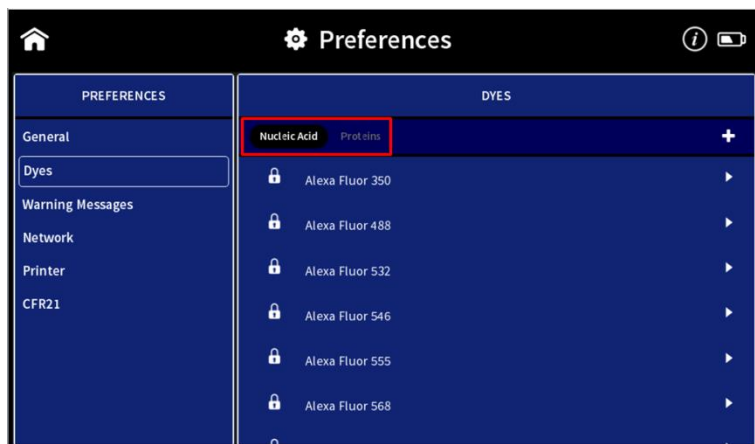 Preferences
PREFERENCES
General
Dyes
Warning Messages
Network
Printer
CFR21
DYES
Nucleic Acid Proteins
Alexa Fluor 350
Alexa Fluor 488
Alexa Fluor 532
Alexa Fluor 546
Alexa Fluor 555
Alexa Fluor 568